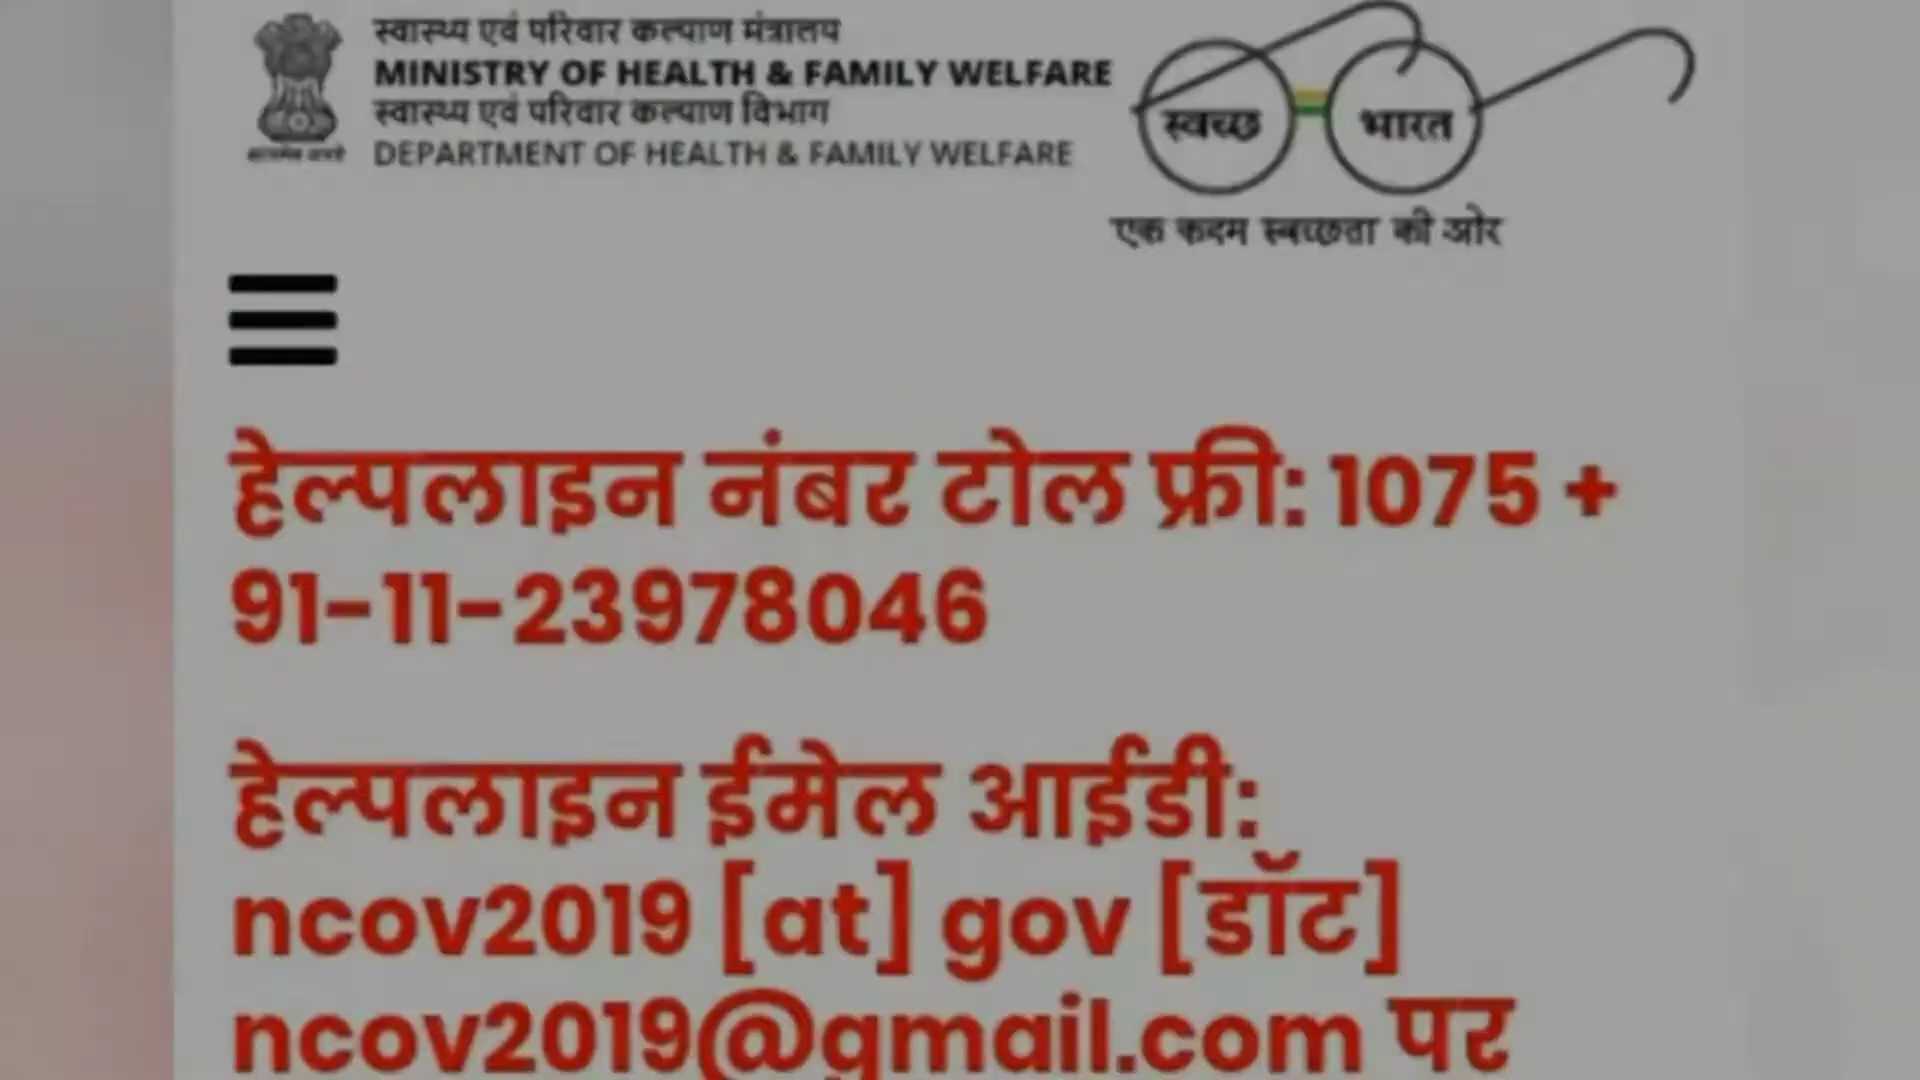 स्वास्थ्य एवं परिवार कल्याण मंत्रालय
MINISTRY OF HEALTH & FAMILY WELFARE
स्वास्थ्य एवं परिवार कल्याण विभाग
DEPARTMENT OF HEALTH & FAMILY WELFARE
स्वच्छ भारत
एक कदम स्वच्छता की ओर
हेल्पलाइन नंबर टोल फ्री: 1075 +
91-11-23978046
हेल्पलाइन ईमेल आईडी:
ncov2019 [at] gov [डॉट]
ncov2019@gmail.com पर